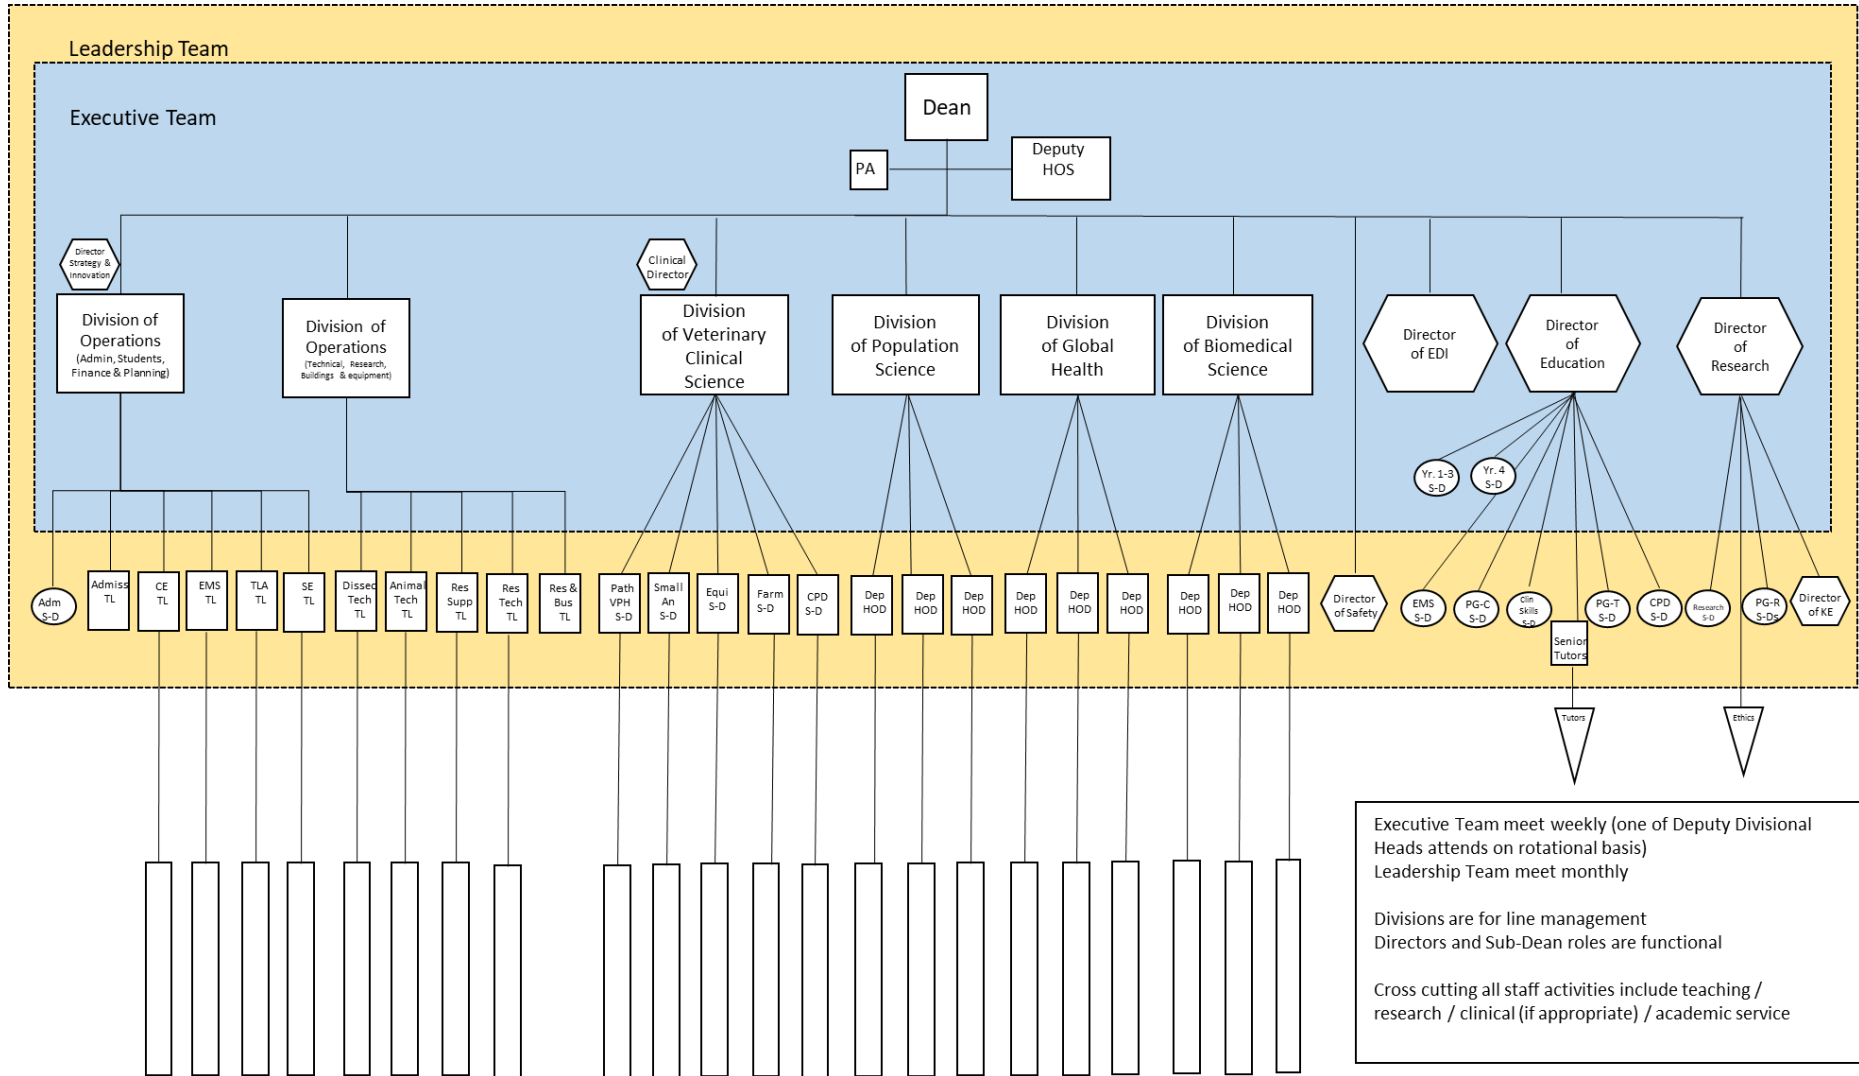 Leadership Team
Executive Team
Dean
PA
Deputy
HOS
Director
Strategy &
Innovation
Clinical
Director
Division of
Operations
(Admin, Students,
Finance & Planning)
Division of
Operations
(Technical, Research,
Buildings & equipment)
Division
of Veterinary
Clinical
Science
Division
of Population
Science
Division
of Global
Health
Division
of Biomedical
Science
Director
of EDI
Director
of
Education
Director
of
Research
Yr. 1-3
S-D
Yr. 4
S-D
Adm
S-D
Admiss
TL
CE
TL
EMS
TL
TLA
TL
SE
TL
Dissec
Tech
TL
Animal
Tech
TL
Res
Supp
TL
Res
Tech
TL
Res &
Bus
TL
Path
VPH
S-D
Small
An
S-D
Equi
S-D
Farm
S-D
CPD
S-D
Dep
HOD
Dep
HOD
Dep
HOD
Dep
HOD
Dep
HOD
Dep
HOD
Dep
HOD
Dep
HOD
Dep
HOD
Director
of Safety
EMS
S-D
PG-C
S-D
Clin
Skills
S-D
Senior
Tutors
PG-T
S-D
CPD
S-D
Research
S-D
PG-R
S-Ds
Director
of KE
Tutors
Ethics
Executive Team meet weekly (one of Deputy Divisional
Heads attends on rotational basis)
Leadership Team meet monthly
Divisions are for line management
Directors and Sub-Dean roles are functional
Cross cutting all staff activities include teaching /
research / clinical (if appropriate) / academic service